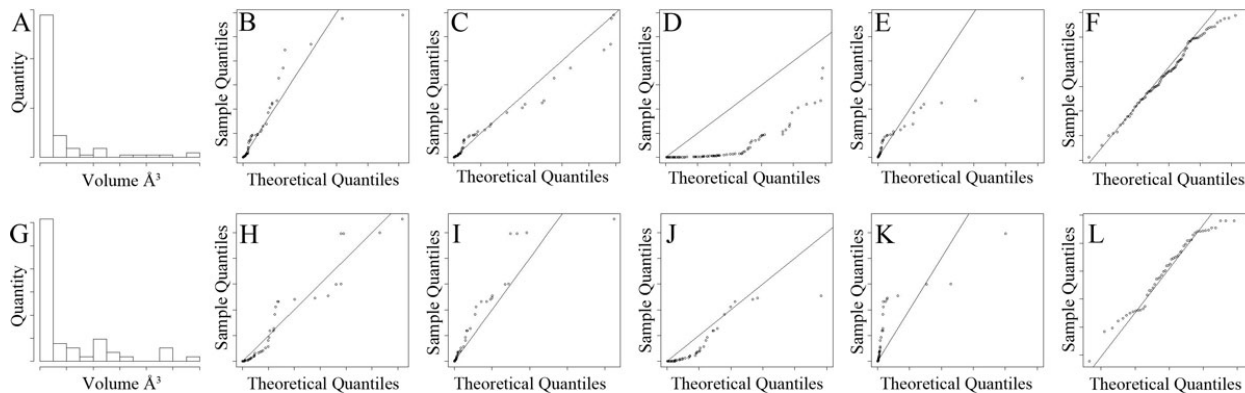 A
Quantity
Volume Å³
B
Sample Quantiles
Theoretical Quantiles
C
Sample Quantiles
Theoretical Quantiles
D
Sample Quantiles
Theoretical Quantiles
E
Sample Quantiles
Theoretical Quantiles
F
Sample Quantiles
Theoretical Quantiles
G
Quantity
Volume Å³
H
Sample Quantiles
Theoretical Quantiles
I
Sample Quantiles
Theoretical Quantiles
J
Sample Quantiles
Theoretical Quantiles
K
Sample Quantiles
Theoretical Quantiles
L
Sample Quantiles
Theoretical Quantiles